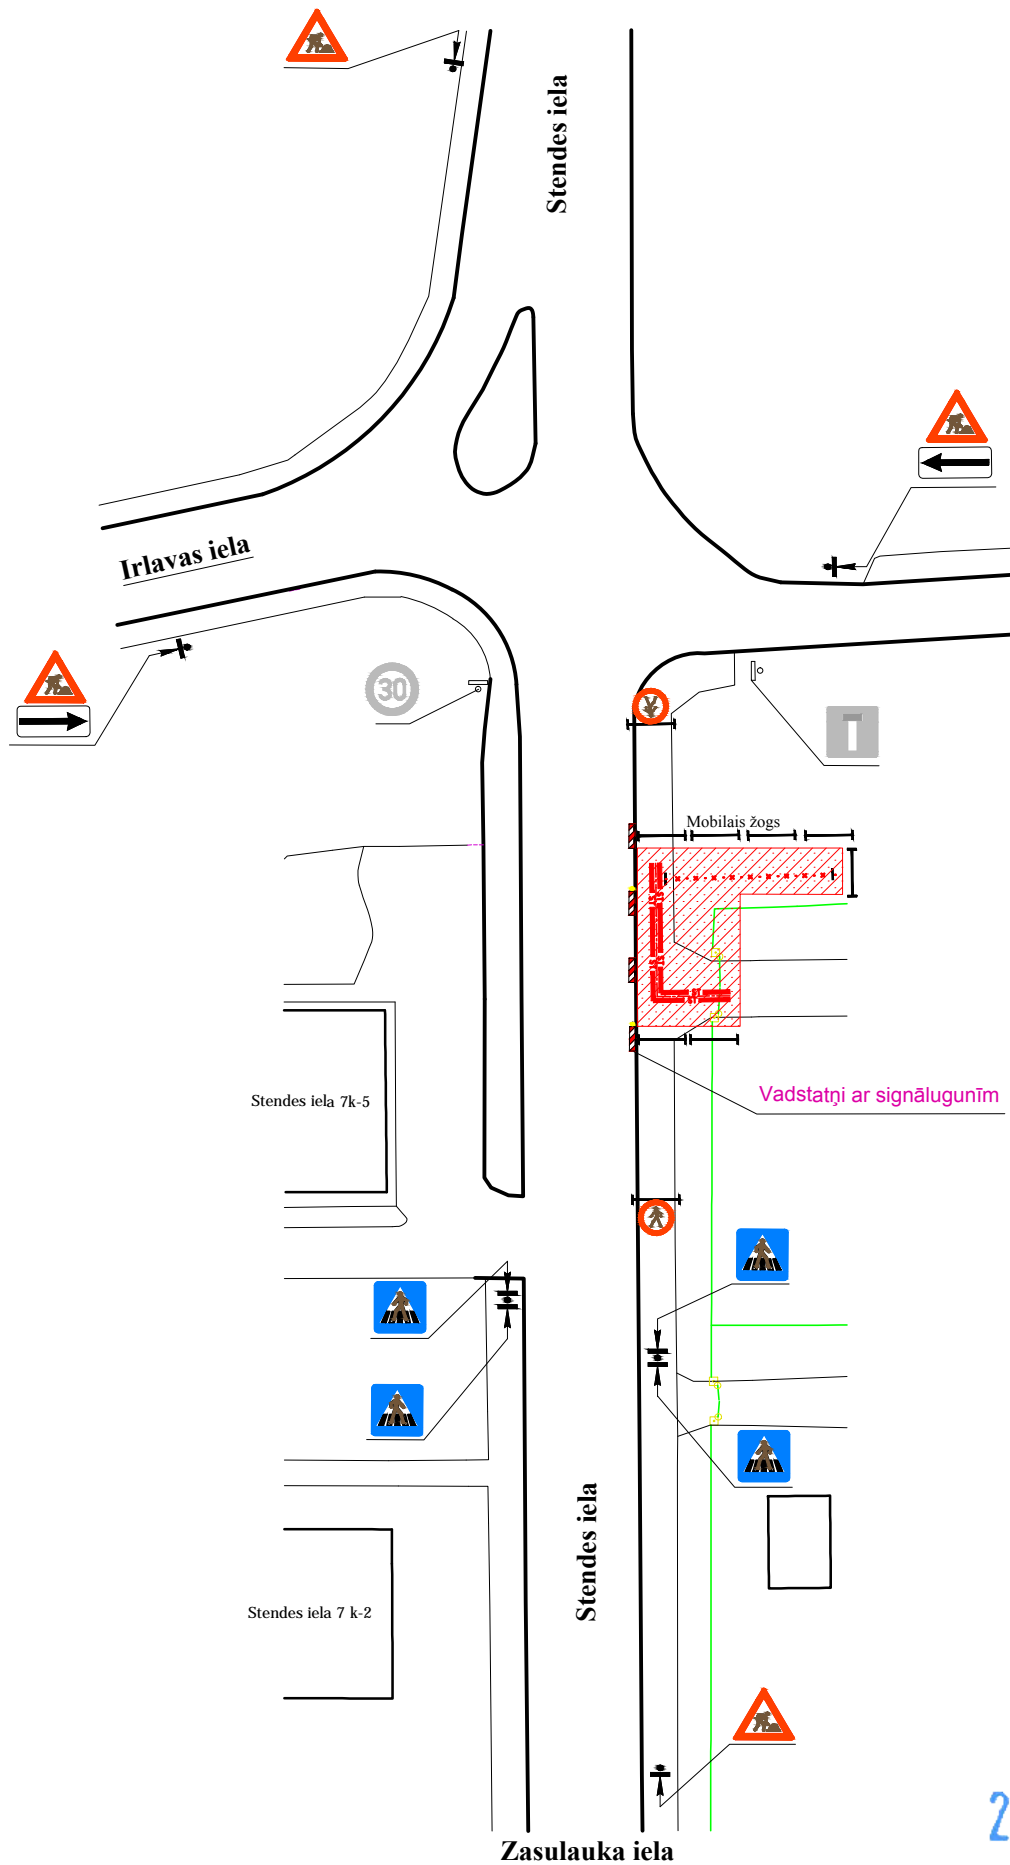 Stendes iela
Irlavas iela
30
Mobilais žogs
Vadstatņi ar signālugunīm
Stendes iela 7k-5
Stendes iela
Stendes iela 7 k-2
Zasulauka iela
2